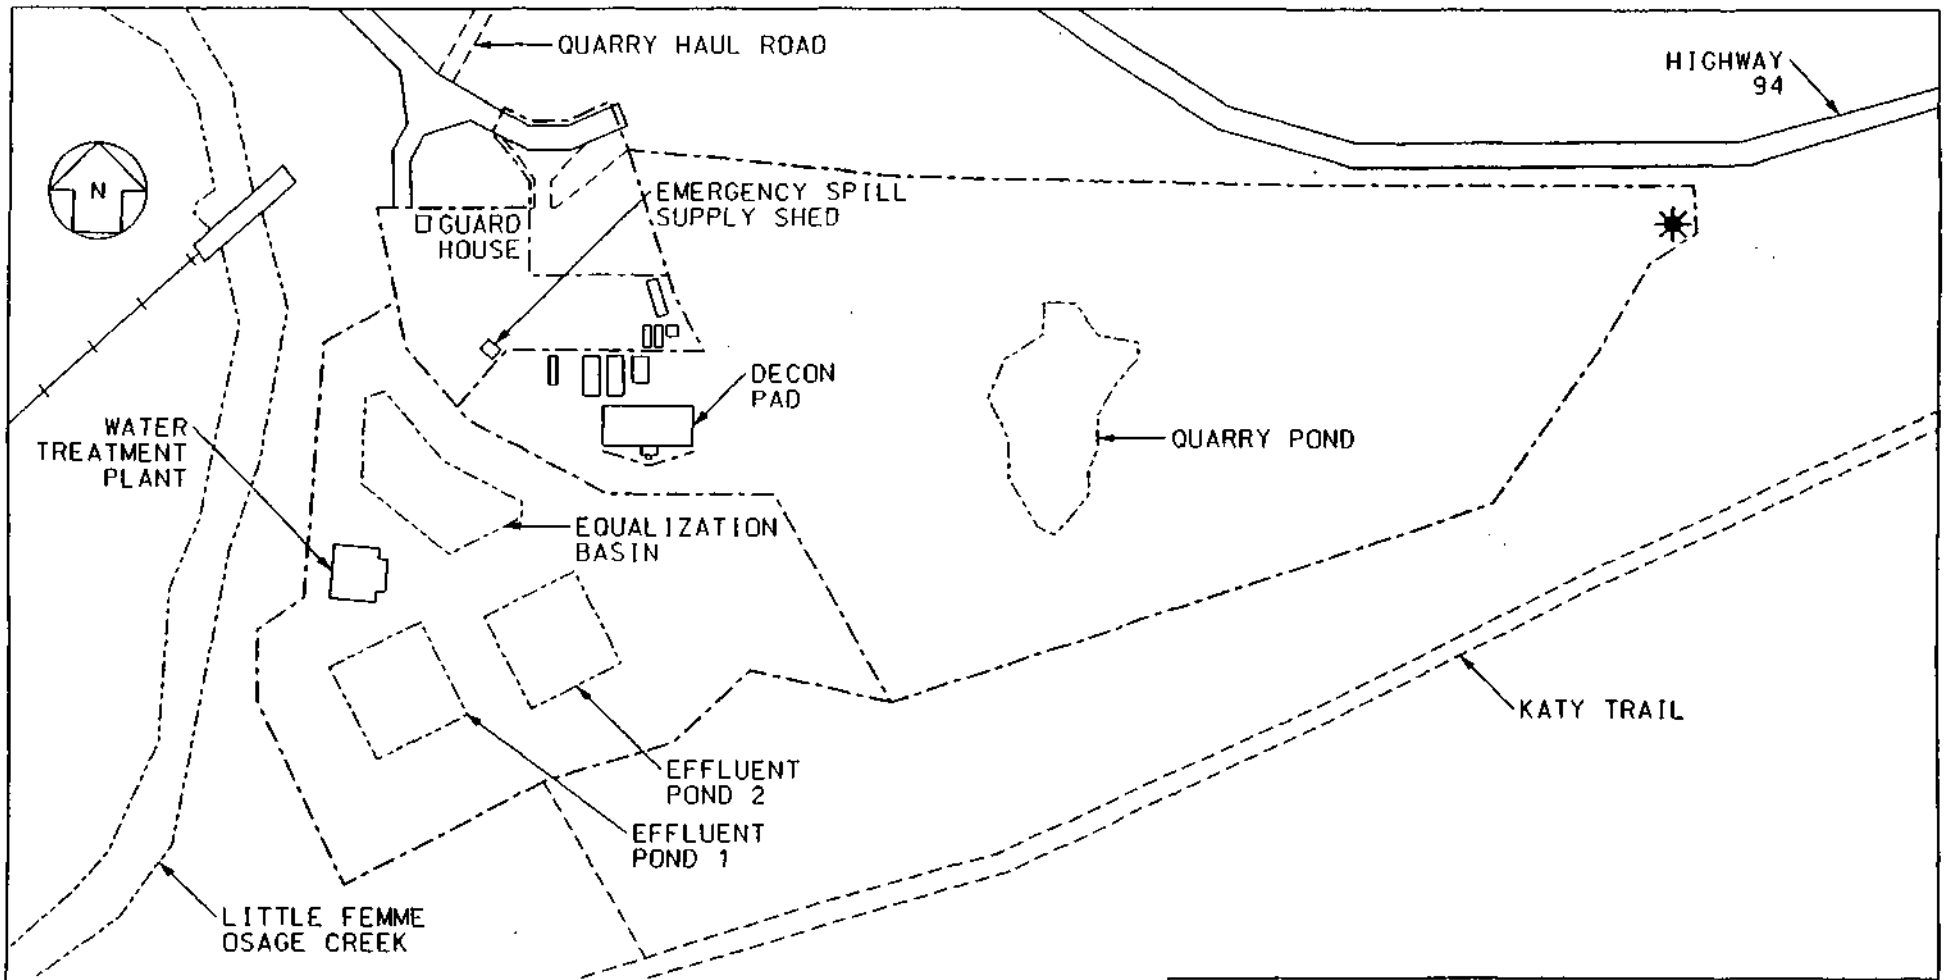 QUARRY HAUL ROAD
HIGHWAY
94
N
EMERGENCY SPILL
SUPPLY SHED
GUARD
HOUSE
DECON
PAD
WATER
TREATMENT
PLANT
QUARRY POND
EQUALIZATION
BASIN
KATY TRAIL
EFFLUENT
POND 2
EFFLUENT
POND 1
LITTLE FEMME
OSAGE CREEK